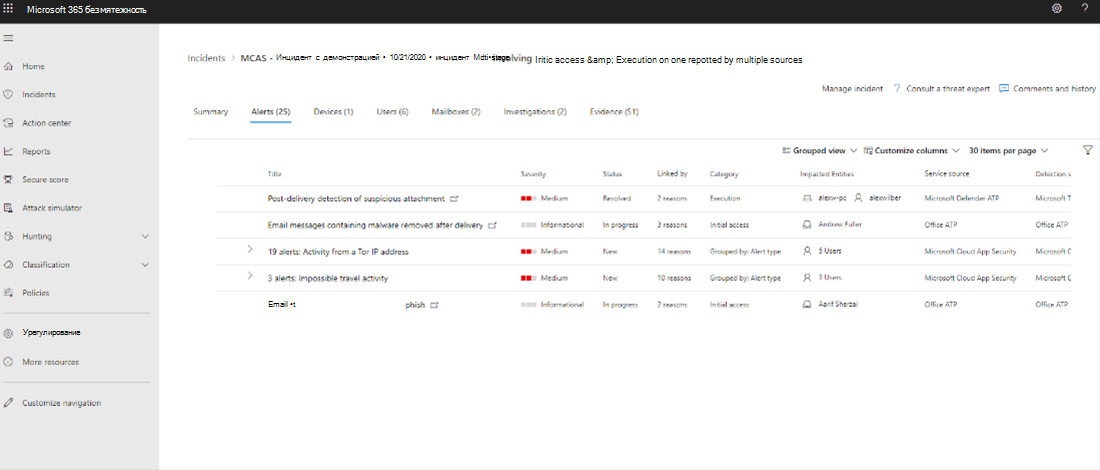 Microsoft 365 безмятежность
Incidents > MCAS - Инцидент с демонстрацией • 10/21/2020 • инцидент Iritic access &amp; Execution on one repotted by multiple sources
Manage incident ? Consult a threat expert Comments and history
Home
Incidents
Action center
Reports
Secure score
Attack simulator
Hunting
Classification
Policies
Урегулирование
More resources
Customize navigation
Summary Alerts (25) Devices (1) Users (6) Mailboxes (2) Investigations (2) Evidence (51)
Grouped view Customize columns 30 items per page
Title Severity Status Linked by Category Impacted Entities Service source Detection s
Post-delivery detection of suspicious attachment Medium Resolved 2 reasons Execution alexw-pc alexwilber Microsoft Defender ATP Microsoft T
Email messages containing malware removed after delivery Informational In progress 3 reasons Initial access Andrew Fuller Office ATP Office ATP
19 alerts: Activity from a Tor IP address Medium New 14 reasons Grouped by: Alert type 5 Users Microsoft Cloud App Security Microsoft C
3 alerts: Impossible travel activity Medium New 10 reasons Grouped by: Alert type 3 Users Microsoft Cloud App Security Microsoft C
Email phish Informational In progress 2 reasons Initial access Aarif Sherzai Office ATP Office ATP